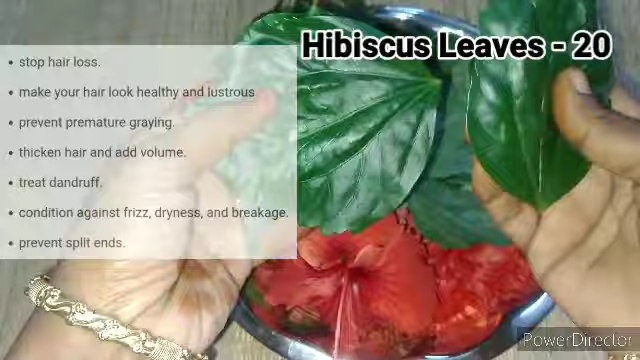 Hibiscus Leaves - 20
• stop hair loss.
• make your hair look healthy and lustrous
• prevent premature graying.
• thicken hair and add volume.
• treat dandruff.
• condition against frizz, dryness, and breakage.
• prevent split ends.
PowerDirector